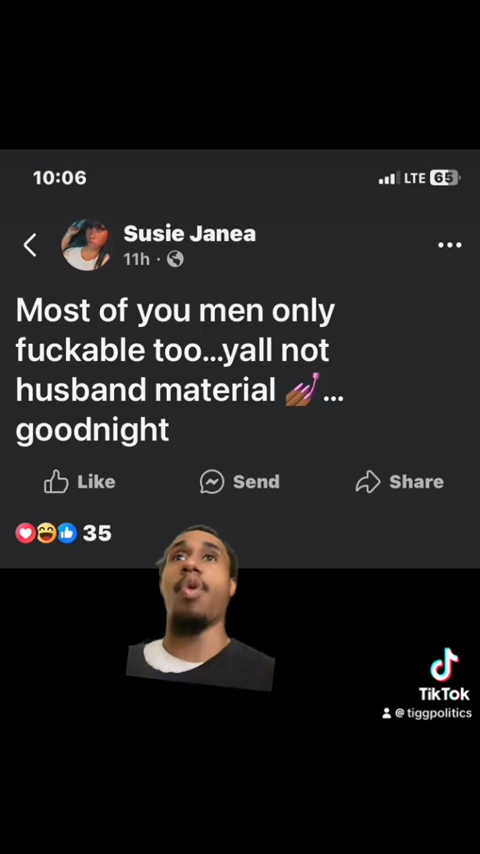 10:06 LTE 65
Susie Janea
11h ·
Most of you men only
fuckable too...yall not
husband material 💅🏾...
goodnight
Like Send Share
35
TikTok
@tiggpolitics